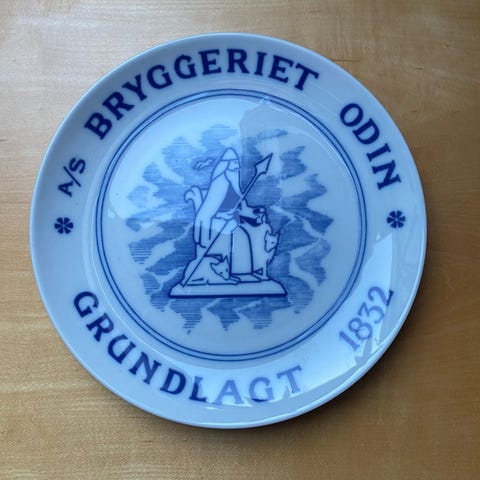 A/S BRYGGERIET ODIN
GRUNDLAGT 1832